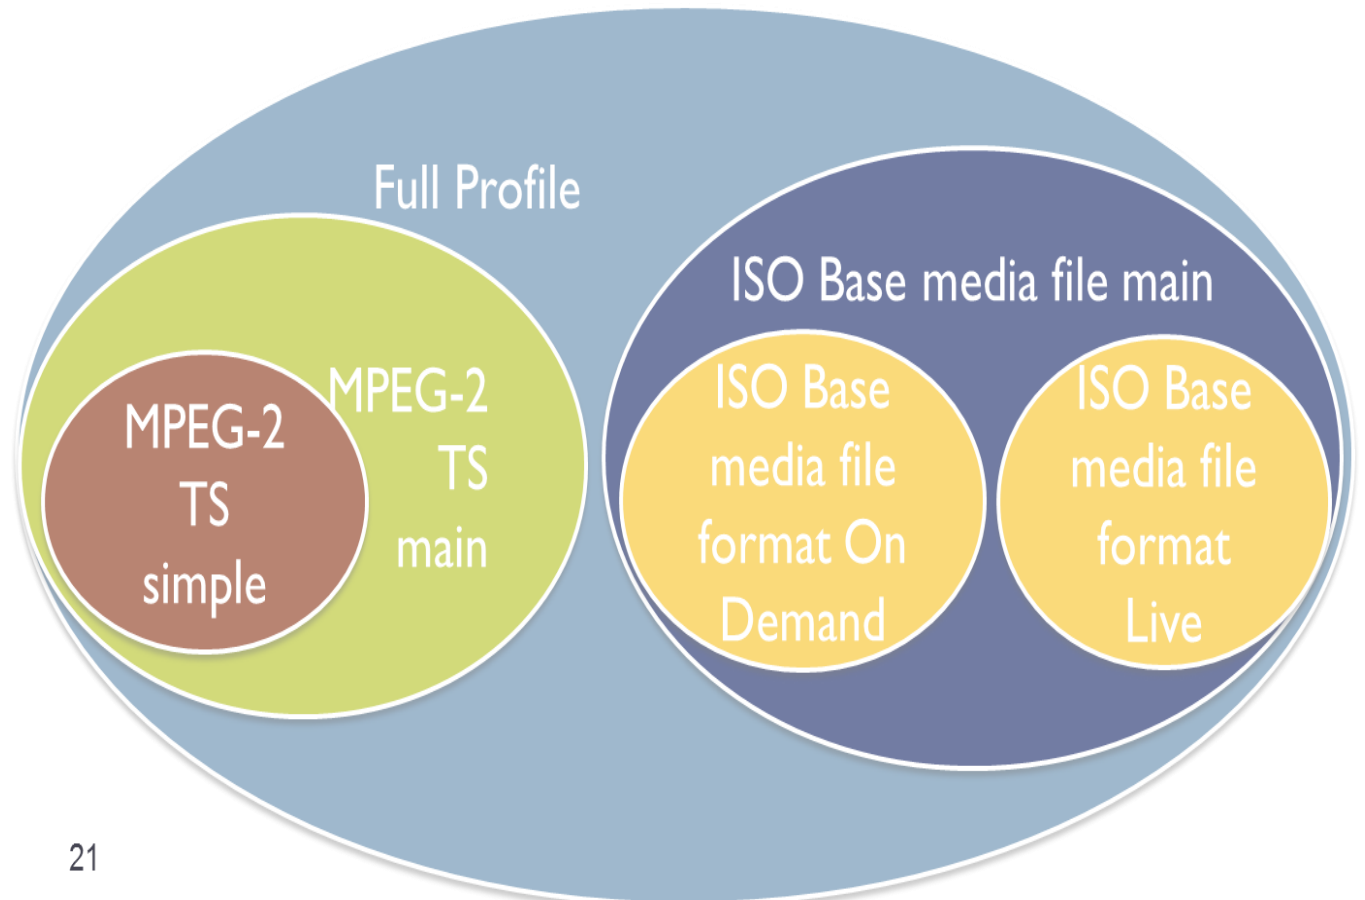 Full Profile
ISO Base media file main
MPEG-2
TS
main
MPEG-2
TS
simple
ISO Base
media file
format On
Demand
ISO Base
media file
format
Live
21